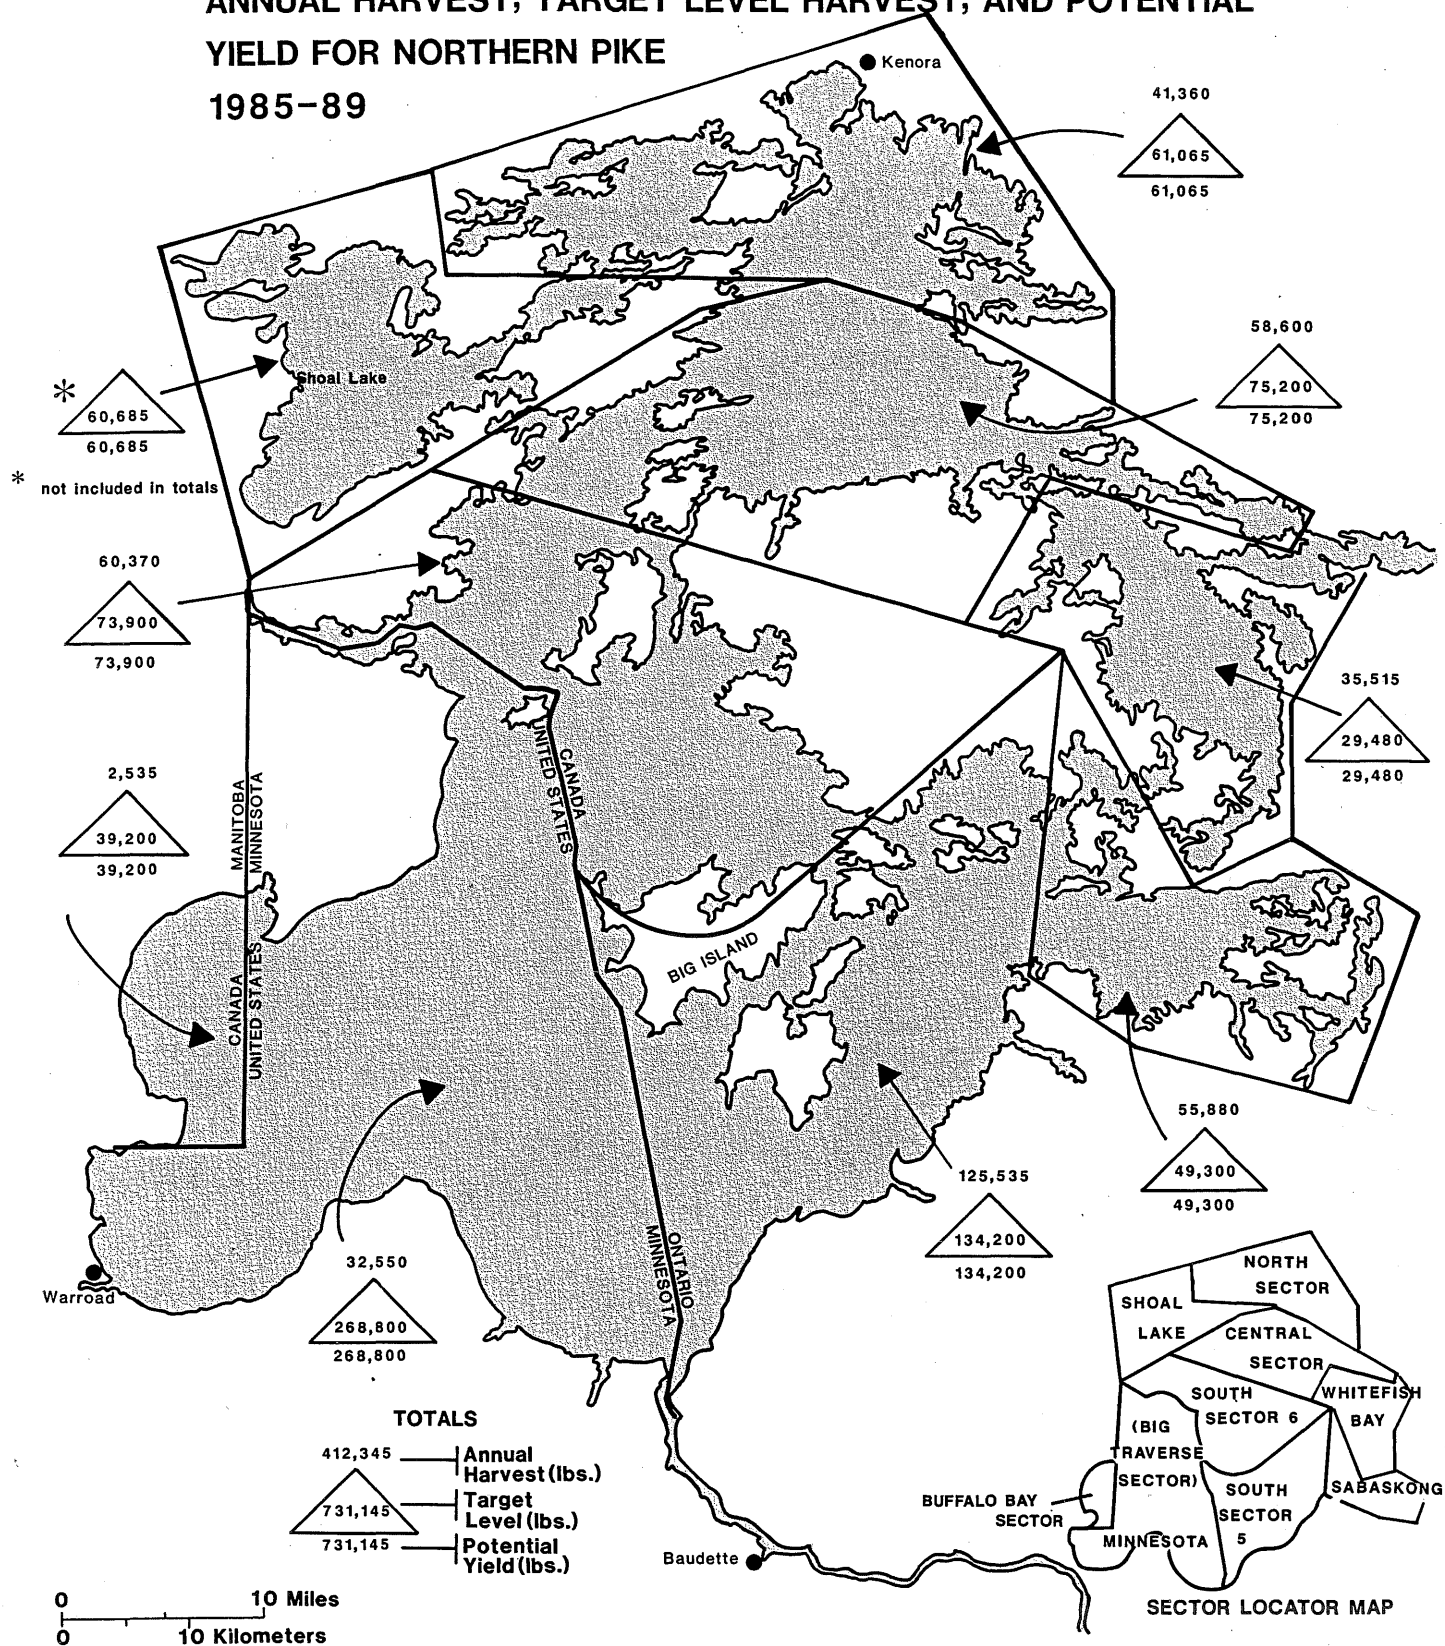 ANNUAL HARVEST, TARGET LEVEL HARVEST, AND POTENTIAL
YIELD FOR NORTHERN PIKE
1985-89
Kenora
41,360
61,065
61,065
58,600
75,200
75,200
Shoal Lake
*
60,685
60,685
* not included in totals
60,370
73,900
73,900
35,515
29,480
29,480
2,535
39,200
39,200
MANITOBA
MINNESOTA
CANADA
UNITED STATES
CANADA
UNITED STATES
BIG ISLAND
55,880
49,300
49,300
125,535
134,200
134,200
ONTARIO
MINNESOTA
Warroad
32,550
268,800
268,800
TOTALS
412,345
Annual
Harvest (lbs.)
731,145
Target
Level (lbs.)
731,145
Potential
Yield (lbs.)
Baudette
0 10 Miles
0 10 Kilometers
NORTH
SECTOR
SHOAL
LAKE
CENTRAL
SECTOR
SOUTH
SECTOR 6
WHITEFISH
BAY
(BIG
TRAVERSE
SECTOR)
SABASKONG
BUFFALO BAY
SECTOR
SOUTH
SECTOR
5
MINNESOTA
SECTOR LOCATOR MAP